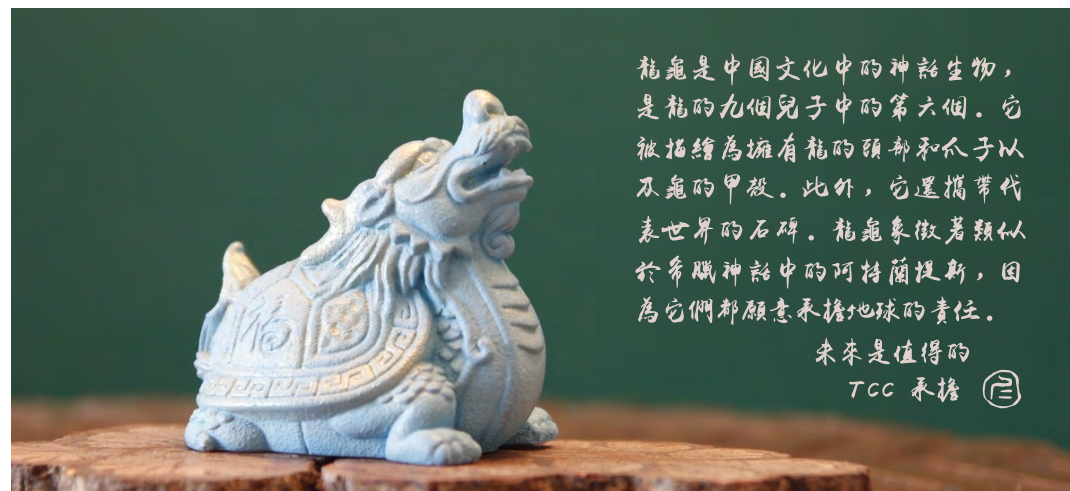 龍龜是中國文化中的神話生物，
是龍的九個兒子中的第六個．它
被描繪為擁有龍的頭部和爪子以
及龜的甲殼．此外，它還攜帶代
表世界的石碑．龍龜象徵著類似
於希臘神話中的阿特蘭提斯，因
為它們都願意承擔地球的責任．
未來是值得的
TCC 承擔
福